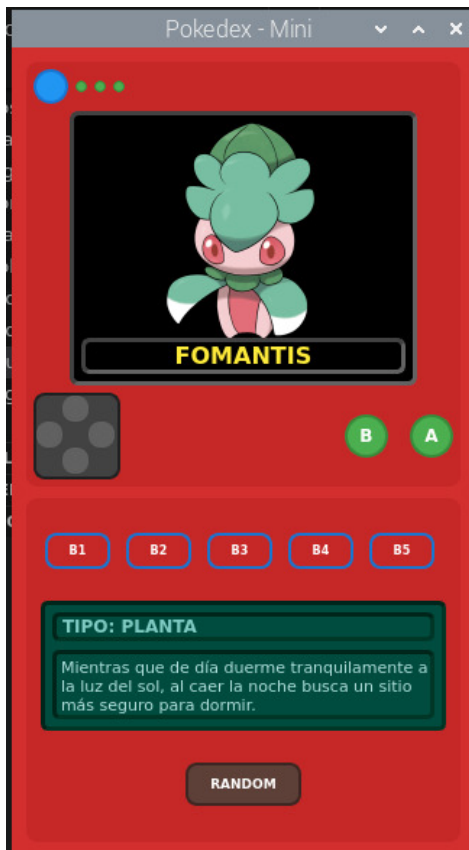 Pokedex - Mini
FOMANTIS
B
A
B1
B2
B3
B4
B5
TIPO: PLANTA
Mientras que de día duerme tranquilamente a
la luz del sol, al caer la noche busca un sitio
más seguro para dormir.
RANDOM